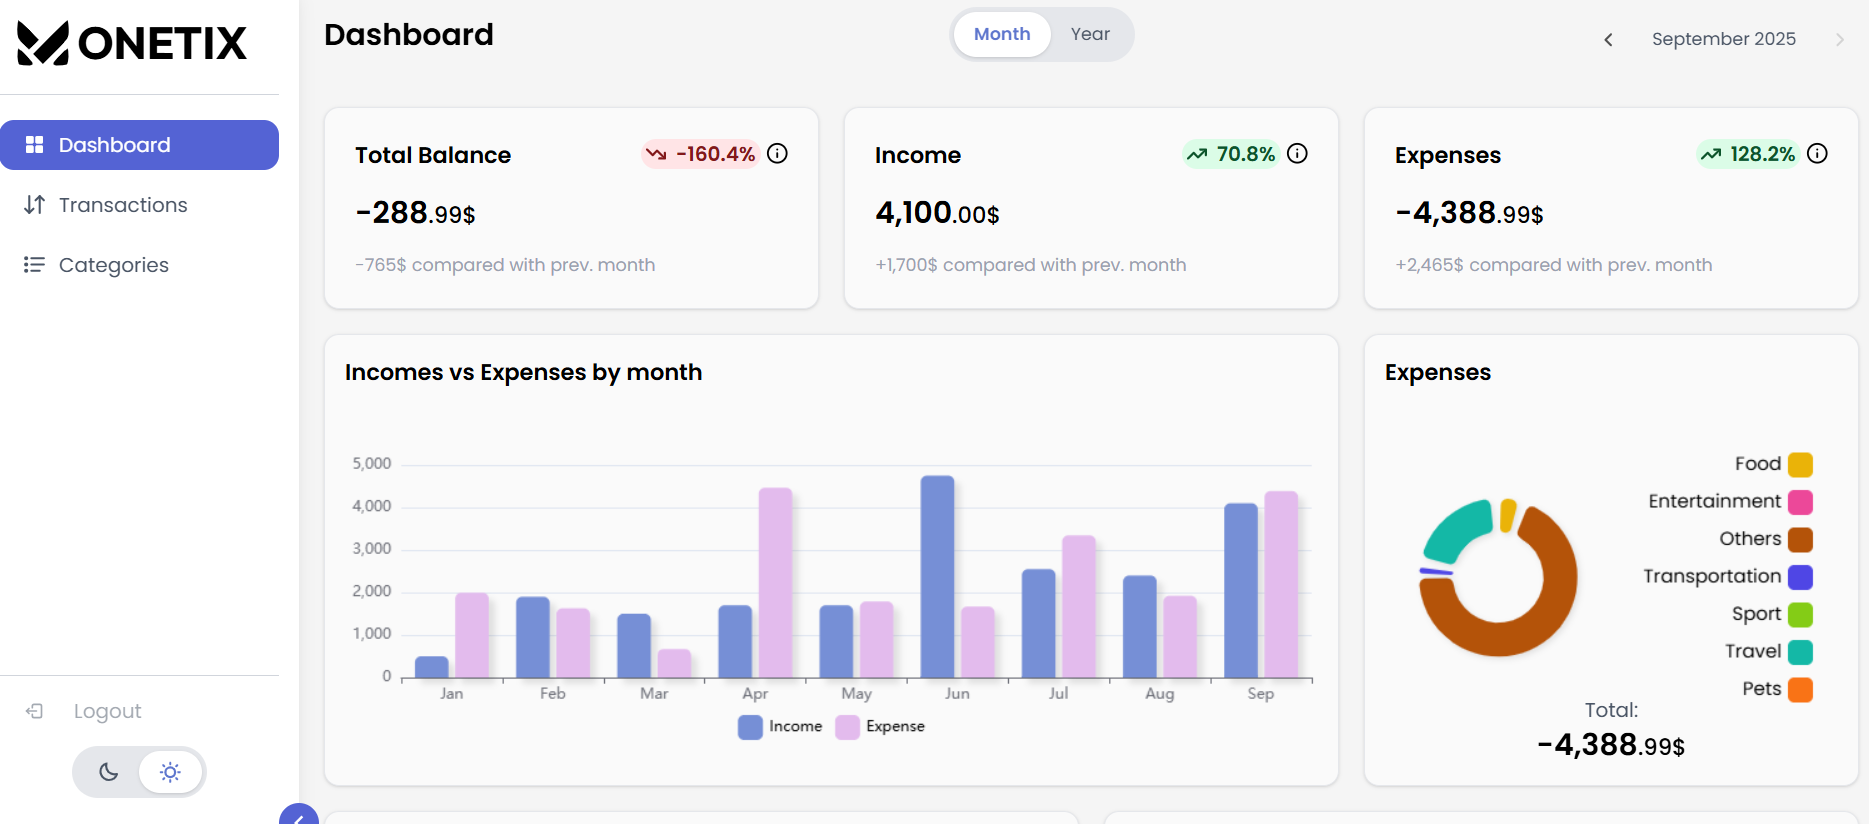 MONETIX
Dashboard
Transactions
Categories
Logout
Dashboard
Month Year
September 2025
Total Balance -160.4%
-288.99$
-765$ compared with prev. month
Income 70.8%
4,100.00$
+1,700$ compared with prev. month
Expenses 128.2%
-4,388.99$
+2,465$ compared with prev. month
Incomes vs Expenses by month
5,000
4,000
3,000
2,000
1,000
0
Jan Feb Mar Apr May Jun Jul Aug Sep
Income Expense
Expenses
Food
Entertainment
Others
Transportation
Sport
Travel
Pets
Total:
-4,388.99$